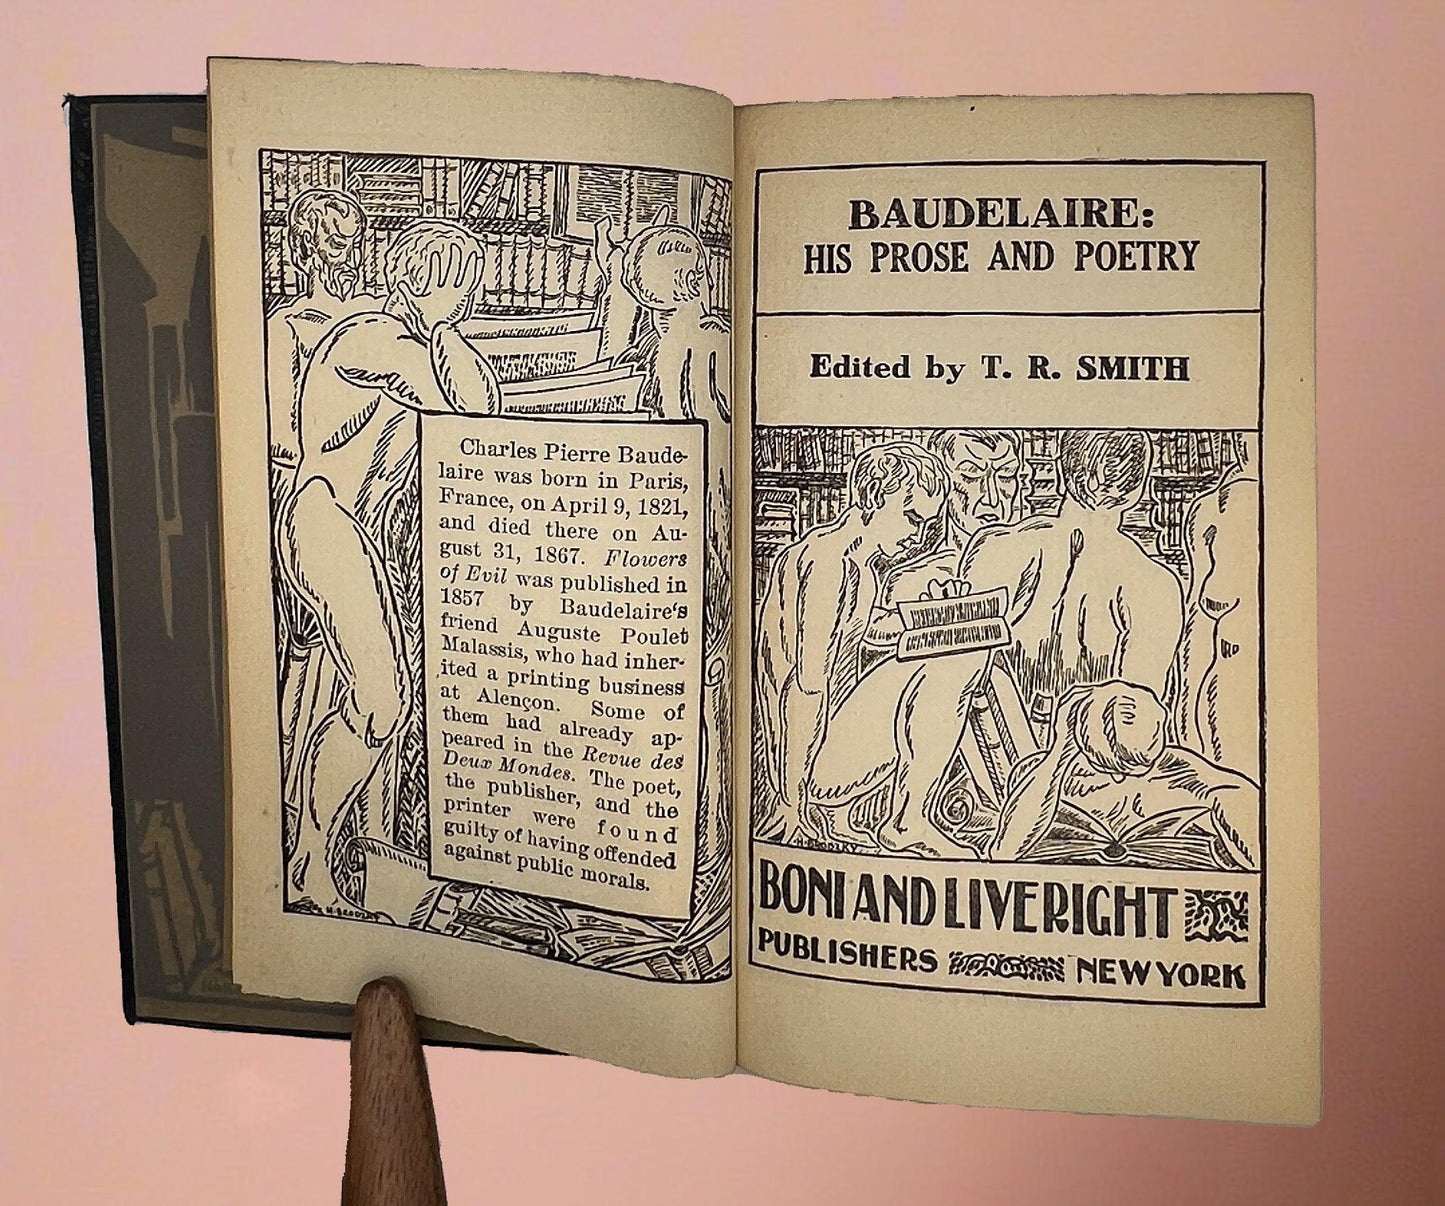 Charles Pierre Baude-
laire was born in Paris,
France, on April 9, 1821,
and died there on Au-
gust 31, 1867. Flowers
of Evil was published in
1857 by Baudelaire's
friend Auguste Poulet
Malassis, who had inher-
ited a printing business
at Alençon. Some of
them had already ap-
peared in the Revue des
Deux Mondes. The poet,
the publisher, and the
printer were found
guilty of having offended
against public morals.
H·BRODZKY
BAUDELAIRE:
HIS PROSE AND POETRY
Edited by T. R. SMITH
·H·BRODZKY·
BONI AND LIVERIGHT
PUBLISHERS NEW YORK